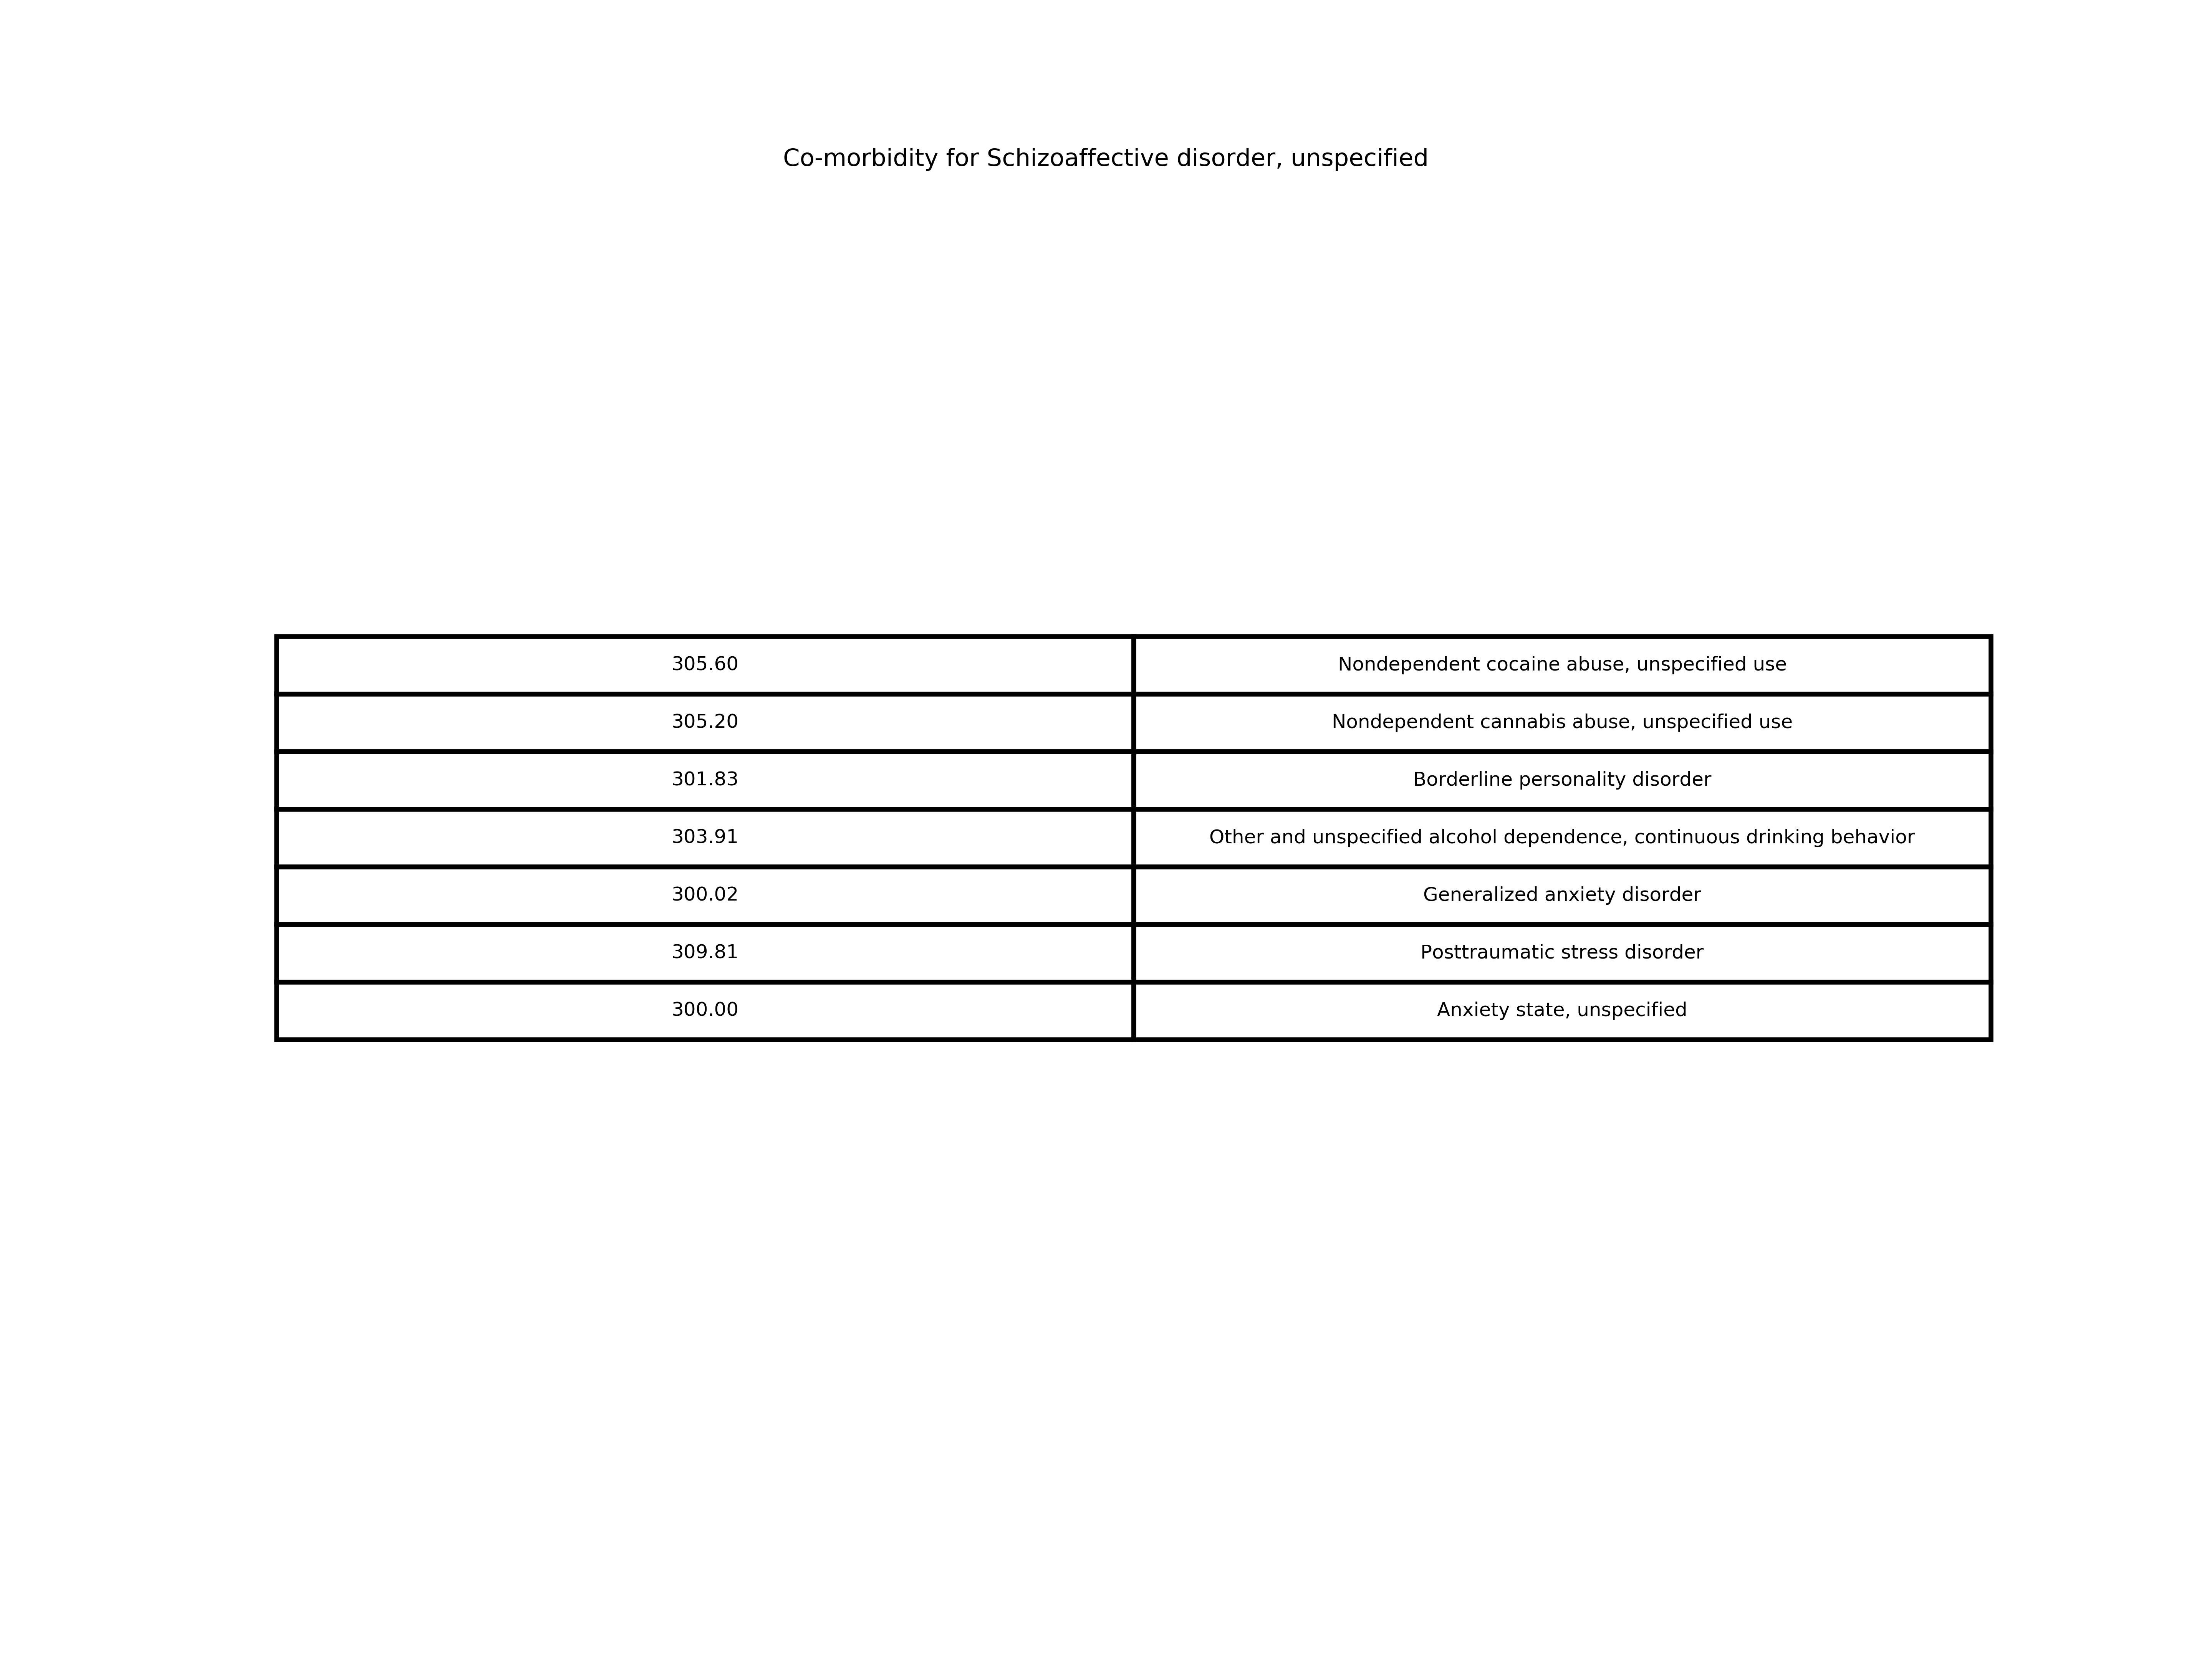 Co-morbidity for Schizoaffective disorder, unspecified
305.60 Nondependent cocaine abuse, unspecified use
305.20 Nondependent cannabis abuse, unspecified use
301.83 Borderline personality disorder
303.91 Other and unspecified alcohol dependence, continuous drinking behavior
300.02 Generalized anxiety disorder
309.81 Posttraumatic stress disorder
300.00 Anxiety state, unspecified